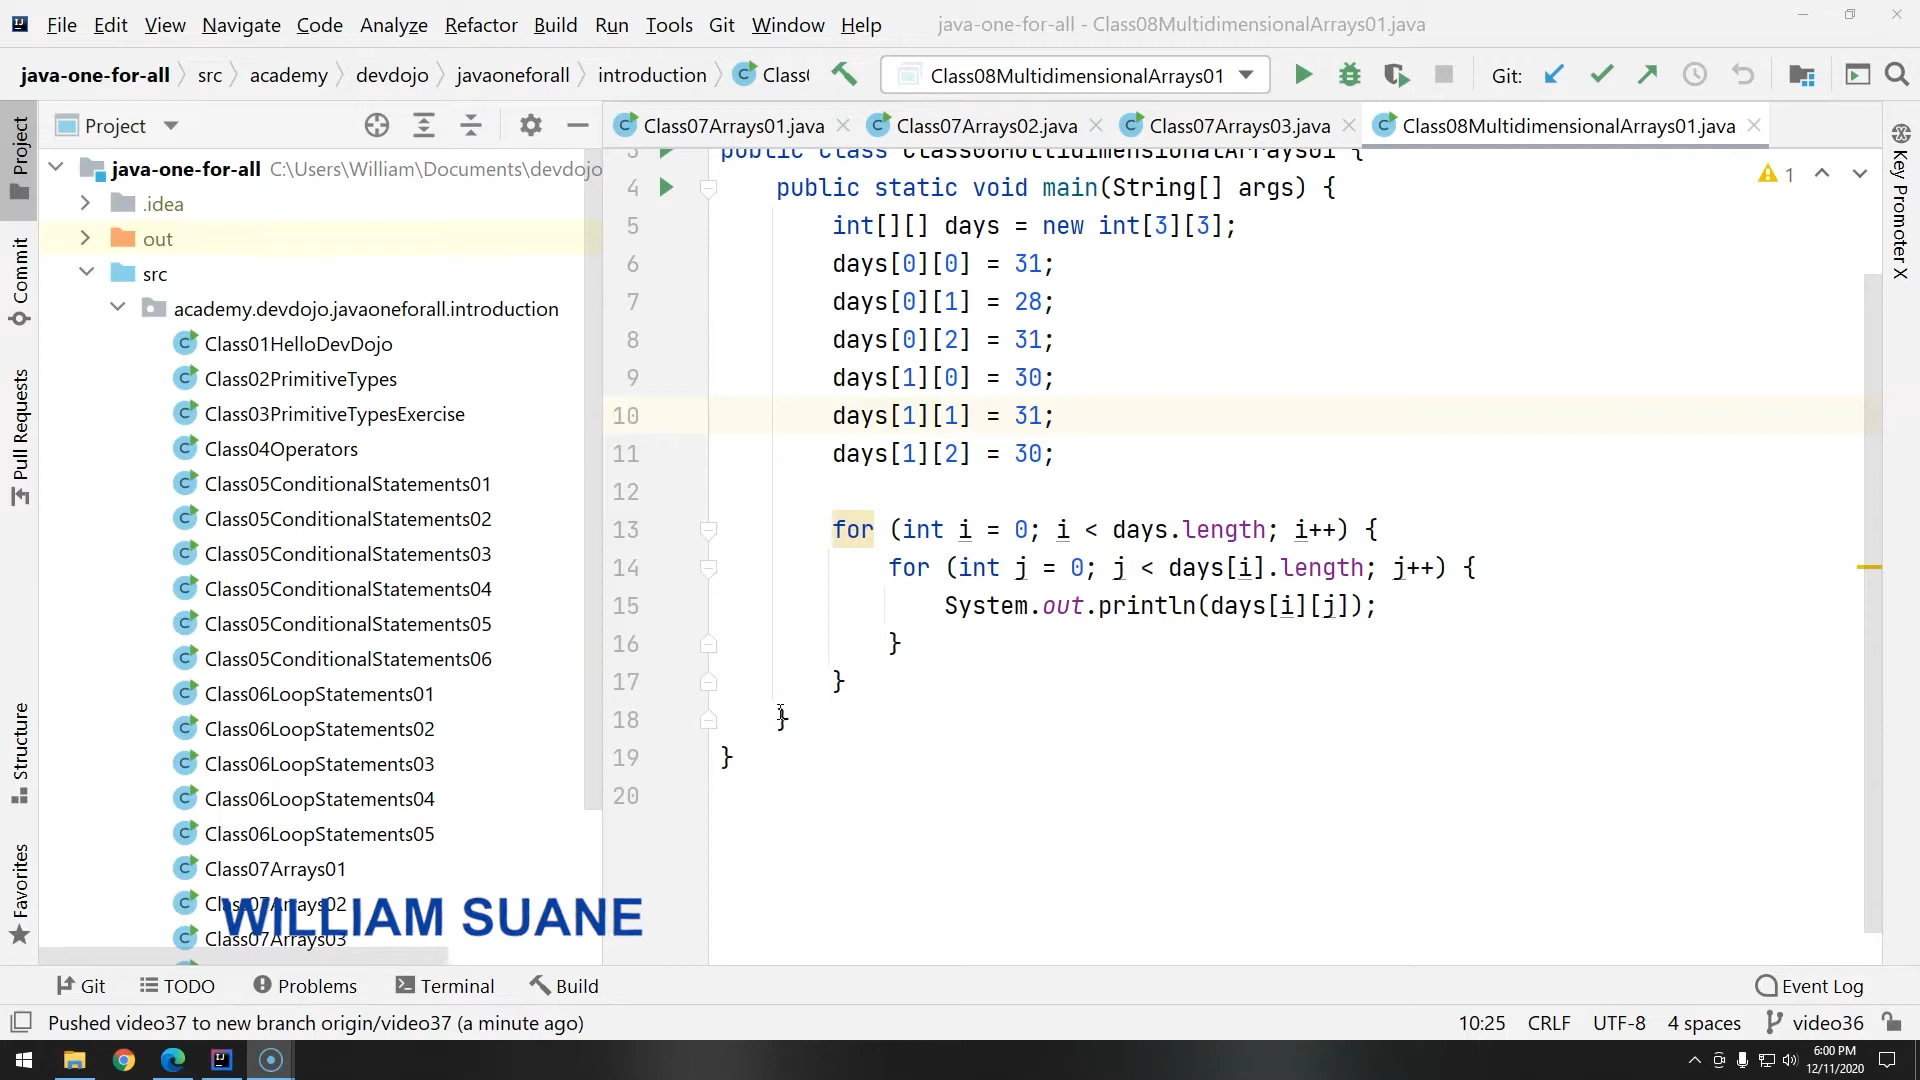 File Edit View Navigate Code Analyze Refactor Build Run Tools Git Window Help java-one-for-all - Class08MultidimensionalArrays01.java
java-one-for-all src academy devdojo javaoneforall introduction Class Class08MultidimensionalArrays01 Git:
Project
Class07Arrays01.java Class07Arrays02.java Class07Arrays03.java Class08MultidimensionalArrays01.java
java-one-for-all C:\Users\William\Documents\devdojo
.idea
out
src
academy.devdojo.javaoneforall.introduction
Class01HelloDevDojo
Class02PrimitiveTypes
Class03PrimitiveTypesExercise
Class04Operators
Class05ConditionalStatements01
Class05ConditionalStatements02
Class05ConditionalStatements03
Class05ConditionalStatements04
Class05ConditionalStatements05
Class05ConditionalStatements06
Class06LoopStatements01
Class06LoopStatements02
Class06LoopStatements03
Class06LoopStatements04
Class06LoopStatements05
Class07Arrays01
Class07Arrays02
Class07Arrays03
WILLIAM SUANE
Project
Commit
Pull Requests
Structure
Favorites
3 public class Class08MultidimensionalArrays01 {
4 public static void main(String[] args) {
5 int[][] days = new int[3][3];
6 days[0][0] = 31;
7 days[0][1] = 28;
8 days[0][2] = 31;
9 days[1][0] = 30;
10 days[1][1] = 31;
11 days[1][2] = 30;
12
13 for (int i = 0; i < days.length; i++) {
14 for (int j = 0; j < days[i].length; j++) {
15 System.out.println(days[i][j]);
16 }
17 }
18 }
19 }
20
1
Key Promoter X
Git TODO Problems Terminal Build Event Log
Pushed video37 to new branch origin/video37 (a minute ago) 10:25 CRLF UTF-8 4 spaces video36
6:00 PM
12/11/2020